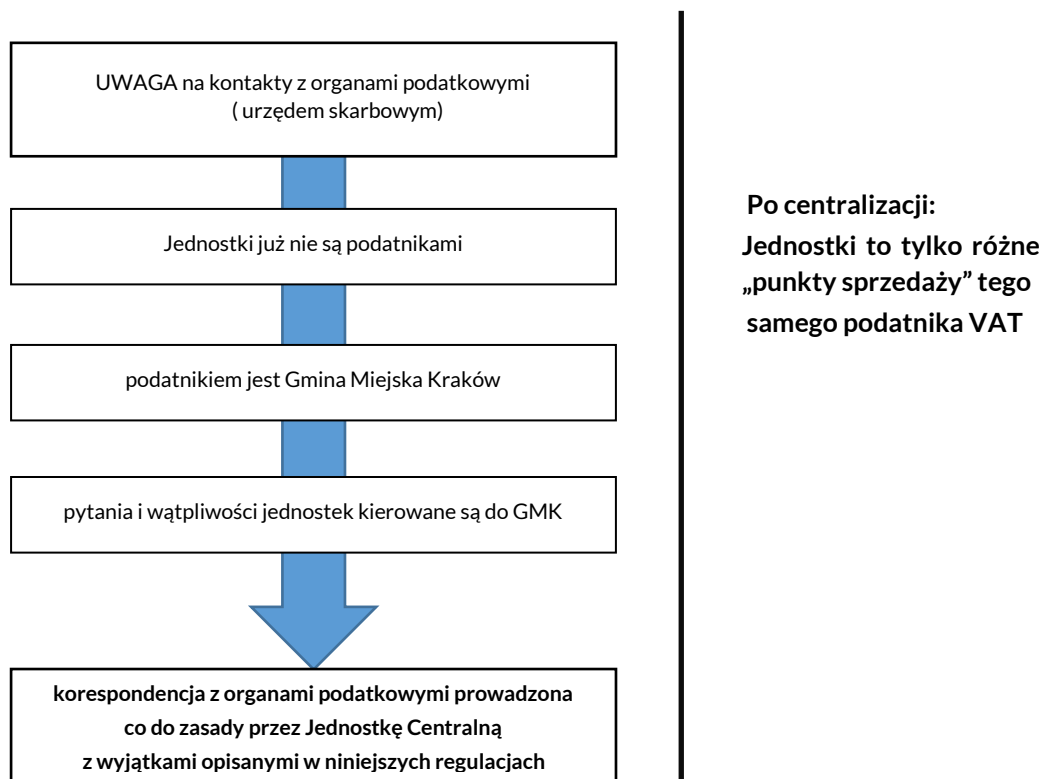 UWAGA na kontakty z organami podatkowymi
( urzędem skarbowym)
Jednostki już nie są podatnikami
podatnikiem jest Gmina Miejska Kraków
pytania i wątpliwości jednostek kierowane są do GMK
korespondencja z organami podatkowymi prowadzona
co do zasady przez Jednostkę Centralną
z wyjątkami opisanymi w niniejszych regulacjach
Po centralizacji:
Jednostki to tylko różne
„punkty sprzedaży” tego
samego podatnika VAT